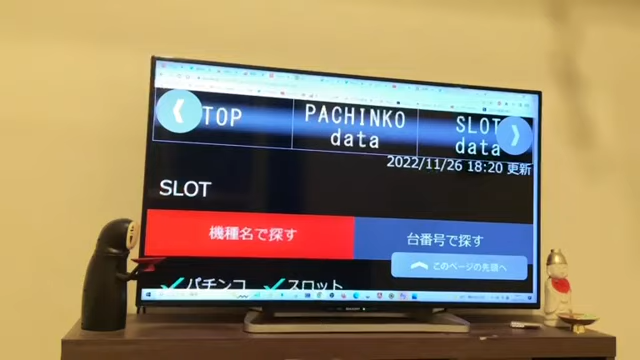 TOP
PACHINKO
data
SLOT
data
2022/11/26 18:20 更新
SLOT
機種名で探す
台番号で探す
このページの先頭へ
パチンコ スロット